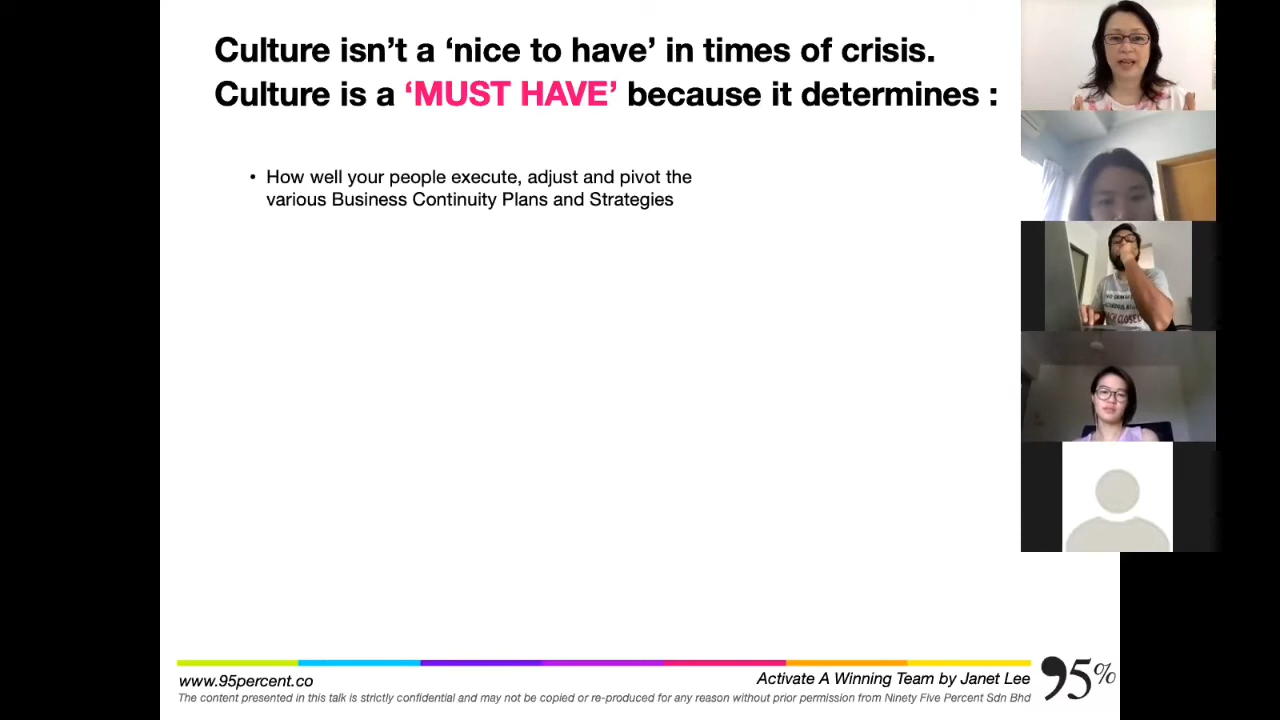 Culture isn’t a ‘nice to have’ in times of crisis.
Culture is a ‘MUST HAVE’ because it determines :
• How well your people execute, adjust and pivot the
various Business Continuity Plans and Strategies
CLOSED
www.95percent.co
Activate A Winning Team by Janet Lee
The content presented in this talk is strictly confidential and may not be copied or re-produced for any reason without prior permission from Ninety Five Percent Sdn Bhd
95%